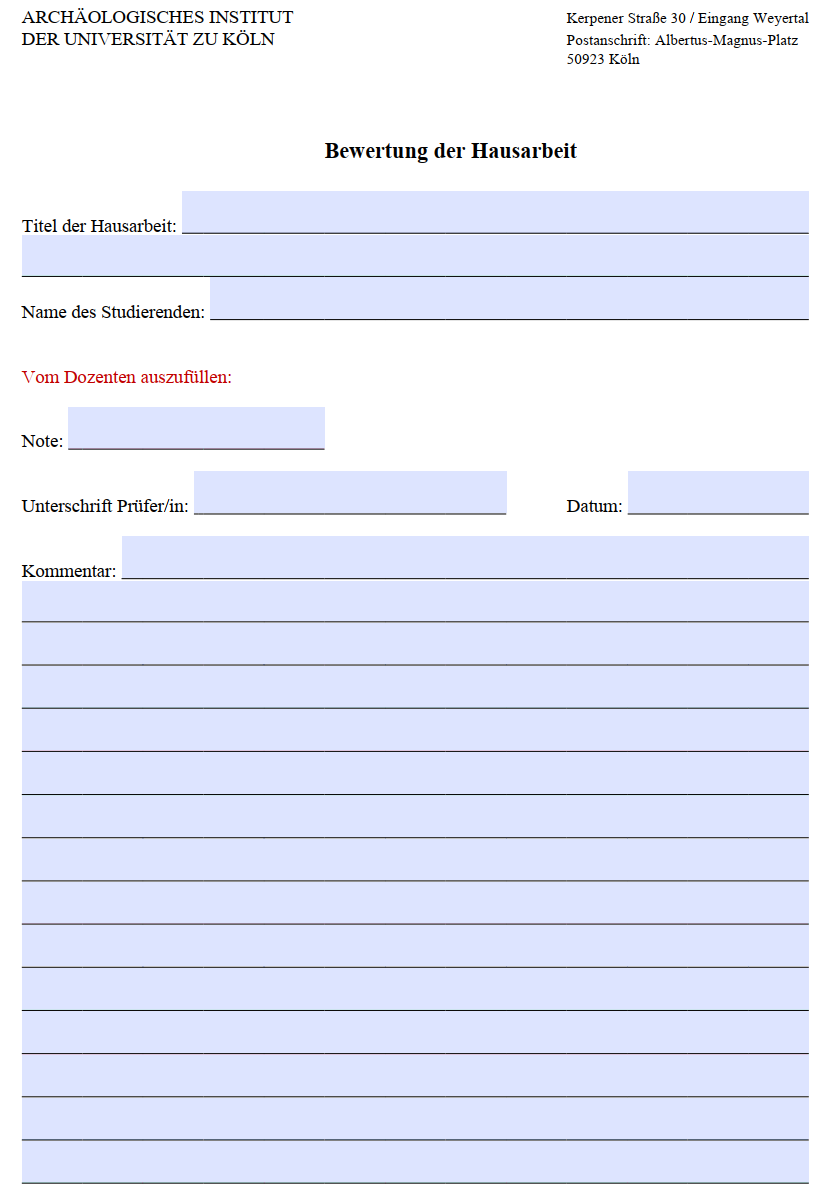 ARCHÄOLOGISCHES INSTITUT
DER UNIVERSITÄT ZU KÖLN
Kerpener Straße 30 / Eingang Weyertal
Postanschrift: Albertus-Magnus-Platz
50923 Köln
Bewertung der Hausarbeit
Titel der Hausarbeit:
Name des Studierenden:
Vom Dozenten auszufüllen:
Note:
Unterschrift Prüfer/in: Datum:
Kommentar: